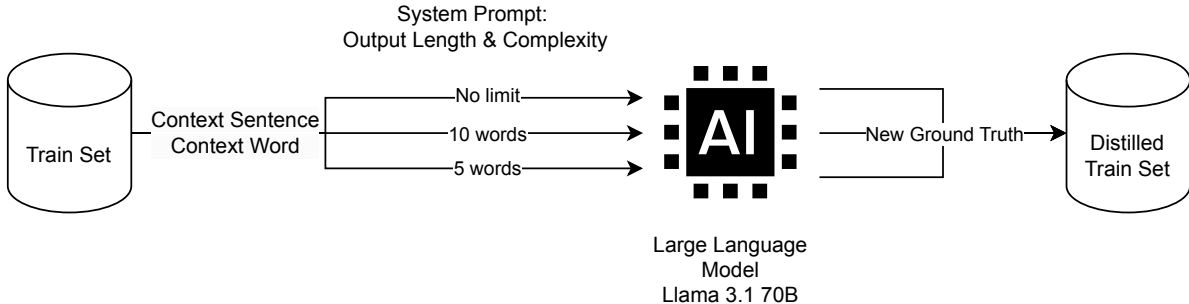 System Prompt:
Output Length & Complexity
Train Set
Context Sentence
Context Word
No limit
10 words
5 words
AI
Large Language
Model
Llama 3.1 70B
New Ground Truth
Distilled
Train Set